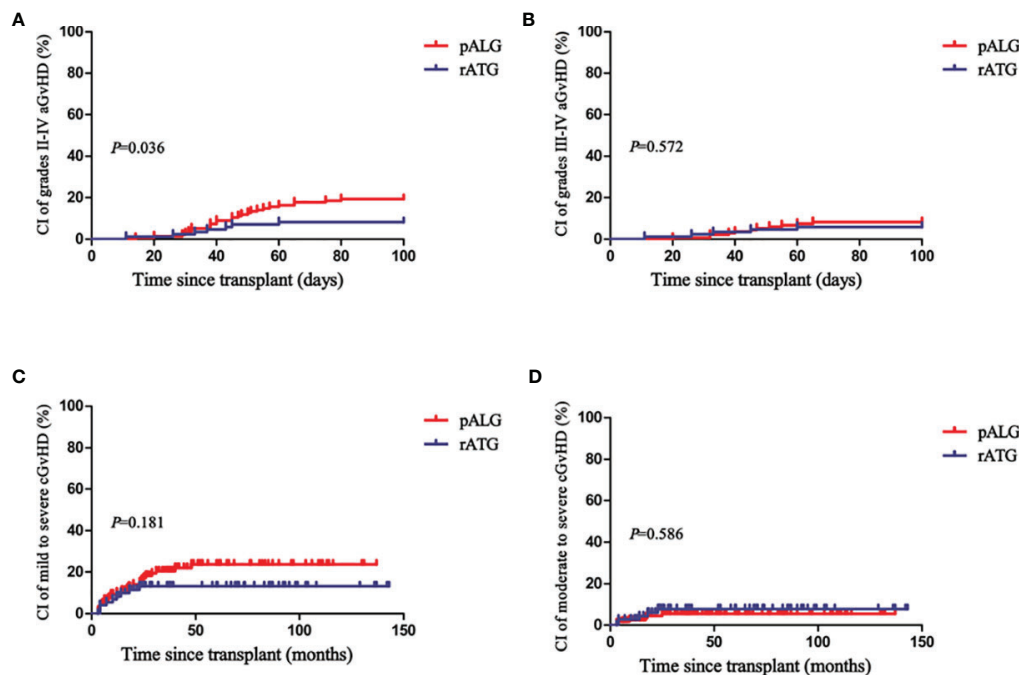 A
CI of grades II-IV aGvHD (%)
100
80
60
40
20
0
P=0.036
pALG
rATG
0 20 40 60 80 100
Time since transplant (days)
B
CI of grades III-IV aGvHD (%)
100
80
60
40
20
0
P=0.572
pALG
rATG
0 20 40 60 80 100
Time since transplant (days)
C
CI of mild to severe cGvHD (%)
100
80
60
40
20
0
P=0.181
pALG
rATG
0 50 100 150
Time since transplant (months)
D
CI of moderate to severe cGvHD (%)
100
80
60
40
20
0
P=0.586
pALG
rATG
0 50 100 150
Time since transplant (months)